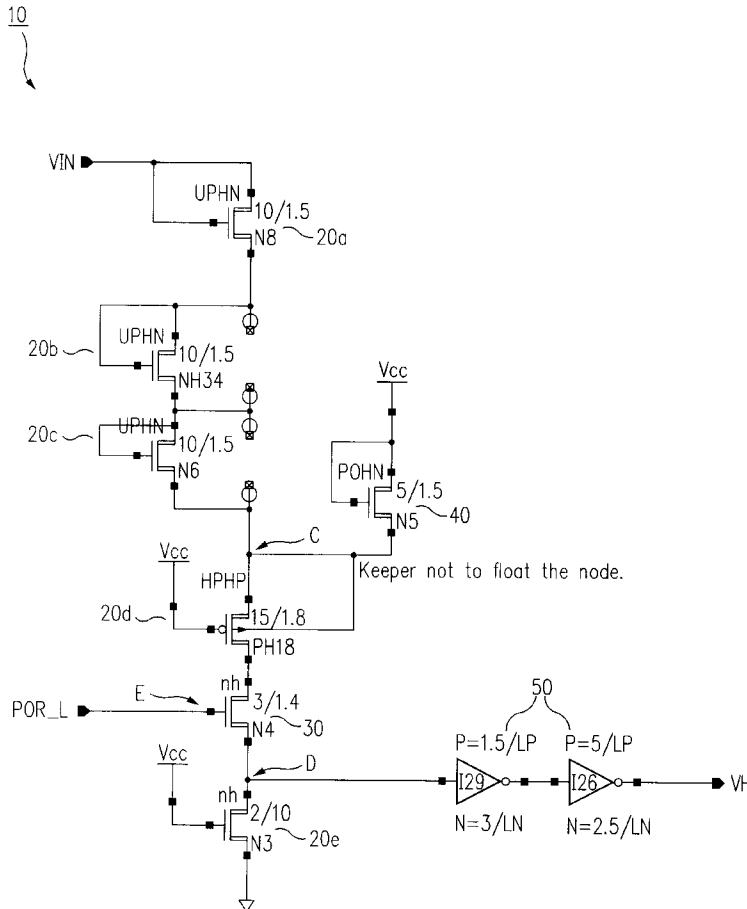 10
VIN
UPHN
10/1.5
N8
20a
20b
UPHN
10/1.5
NH34
20c
UPHN
10/1.5
N6
Vcc
POHN
5/1.5
N5
40
C
Keeper not to float the node.
Vcc
HPHP
20d
15/1.8
PH18
nh
E
3/1.4
POR_L
N4
30
50
P=1.5/LP
P=5/LP
Vcc
D
nh
I29
I26
2/10
N3
20e
N=3/LN
N=2.5/LN